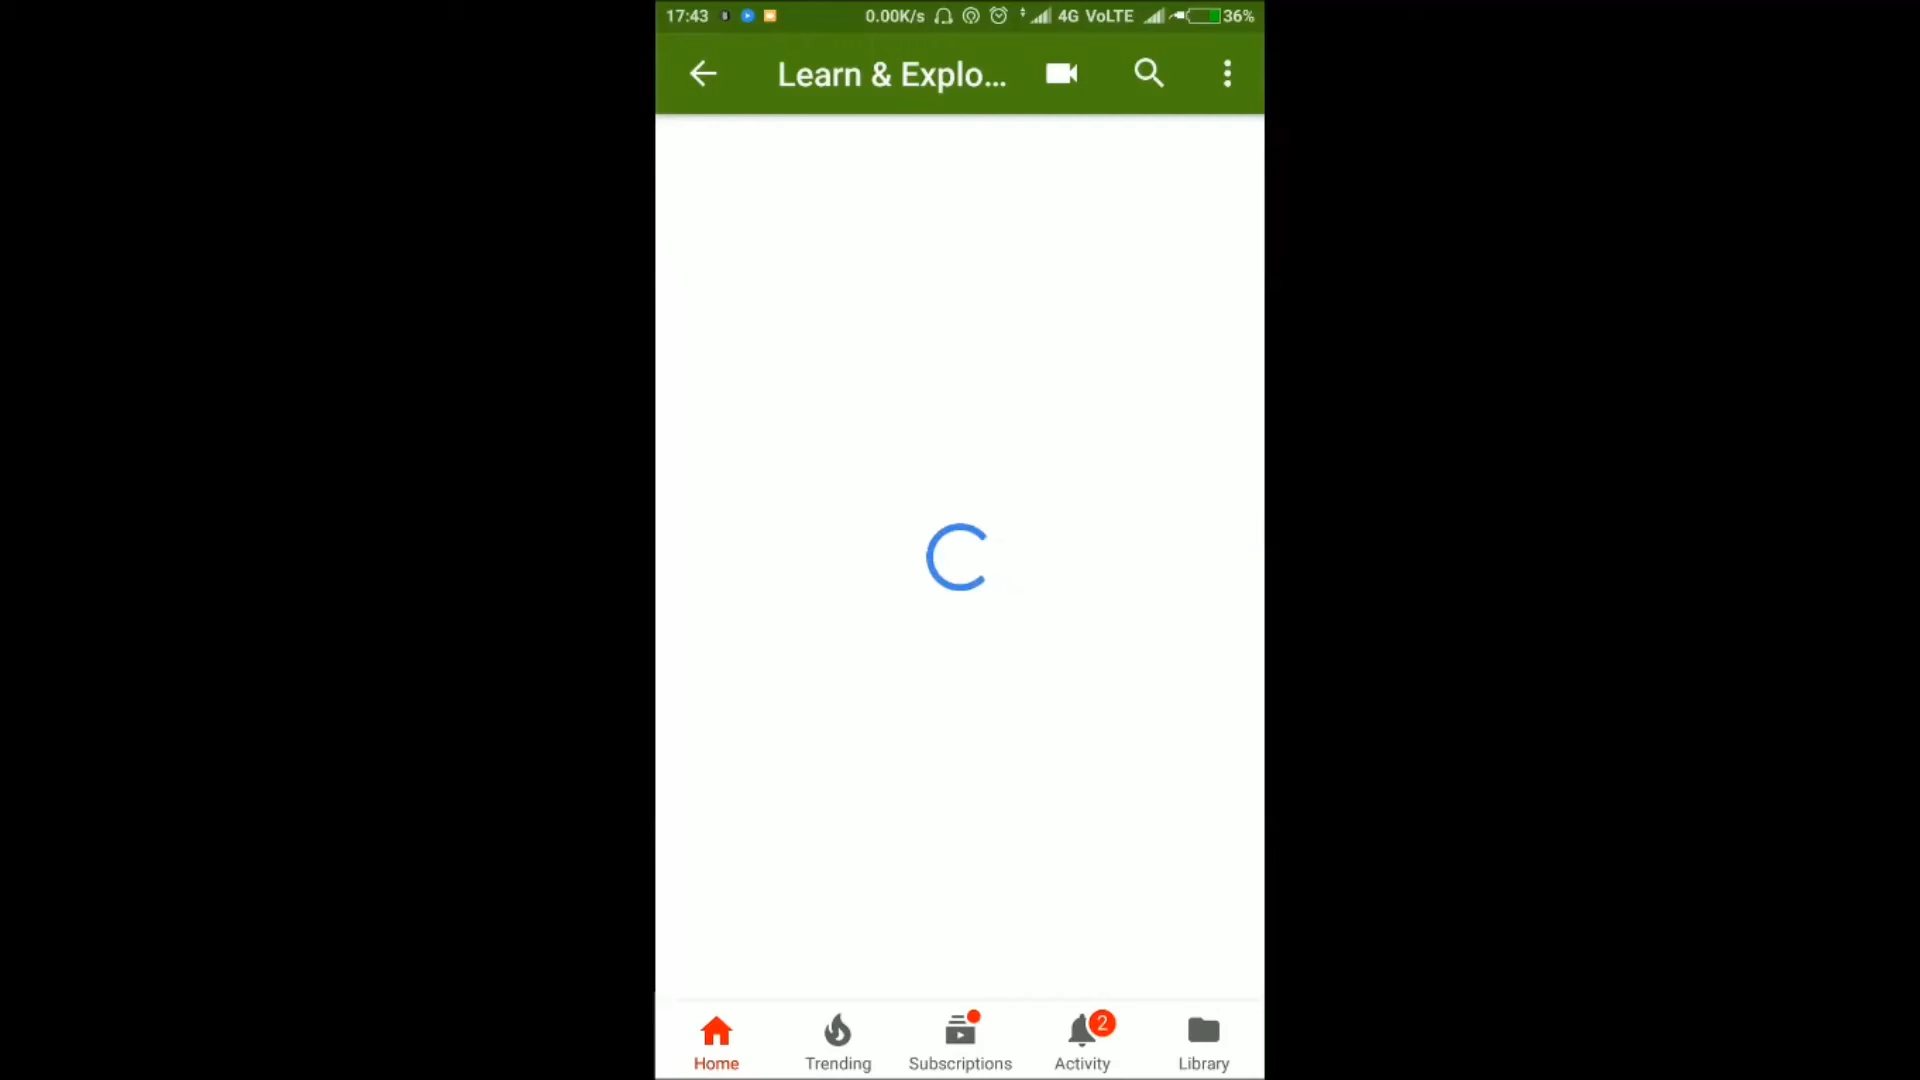 17:43 0.00K/s 4G VoLTE 36%
Learn & Explo...
2
Home Trending Subscriptions Activity Library